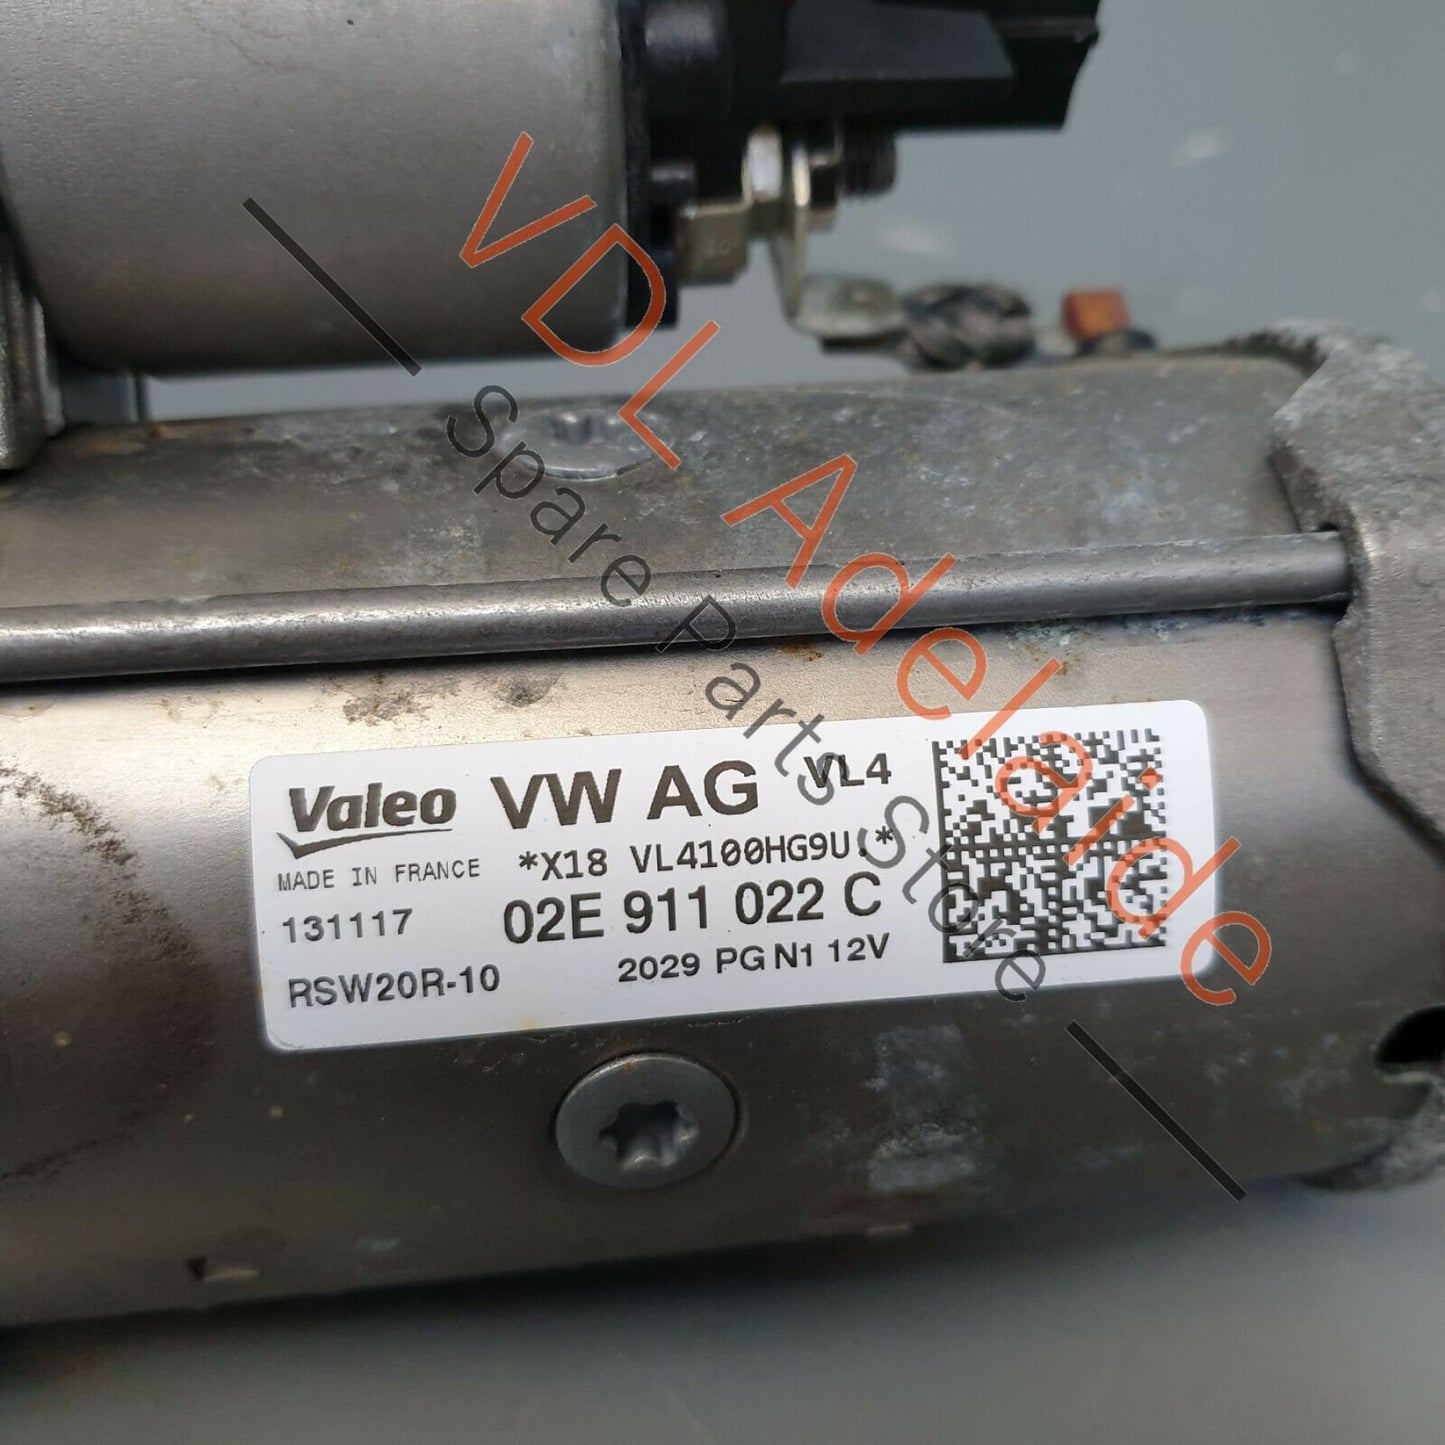 VDL Adelaide
Spare Parts Store
Valeo VW AG VL4
MADE IN FRANCE *X18 VL4100HG9U.*
131117 02E 911 022 C
RSW20R-10 2029 PG N1 12V